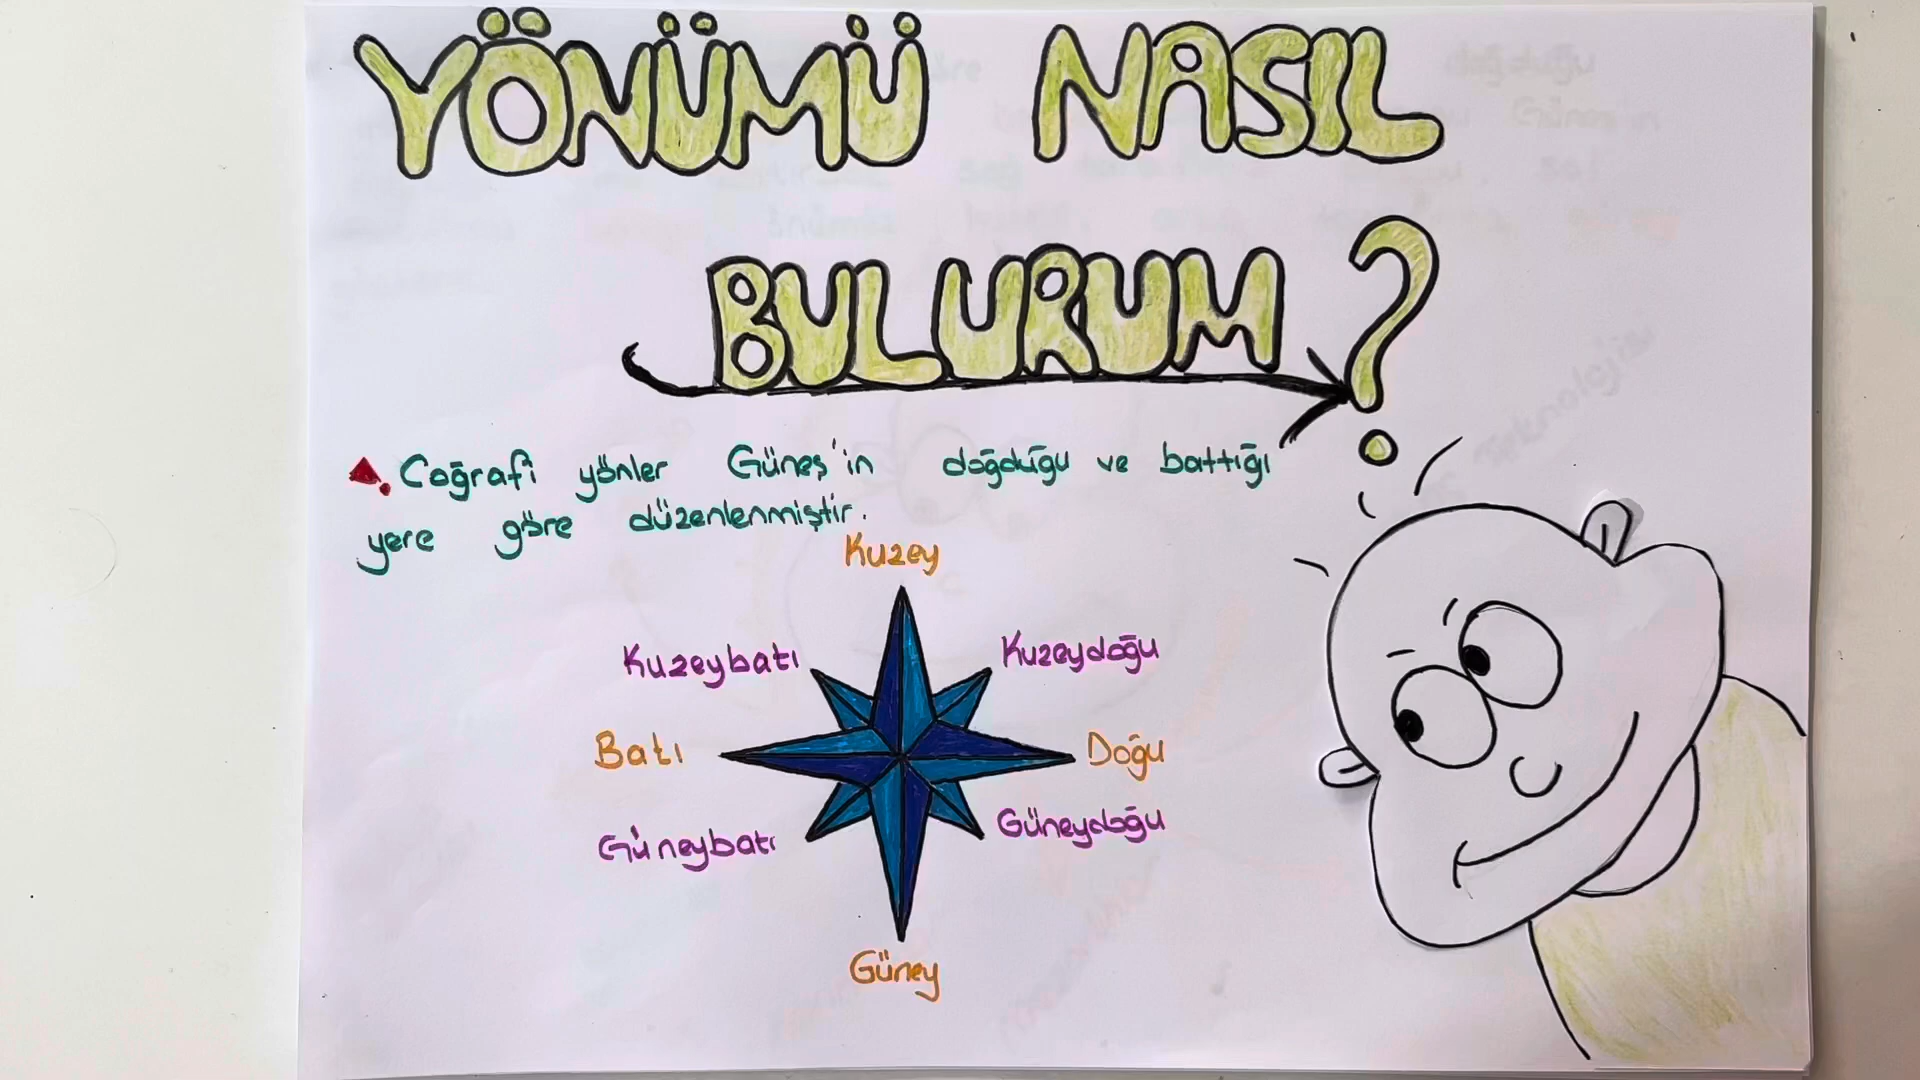 YÖNÜMÜ NASIL
BULURUM?
Coğrafi yönler Güneş'in doğduğu ve battığı
yere göre düzenlenmiştir.
Kuzey
Kuzeybatı Kuzeydoğu
Batı Doğu
Güneybatı Güneydoğu
Güney